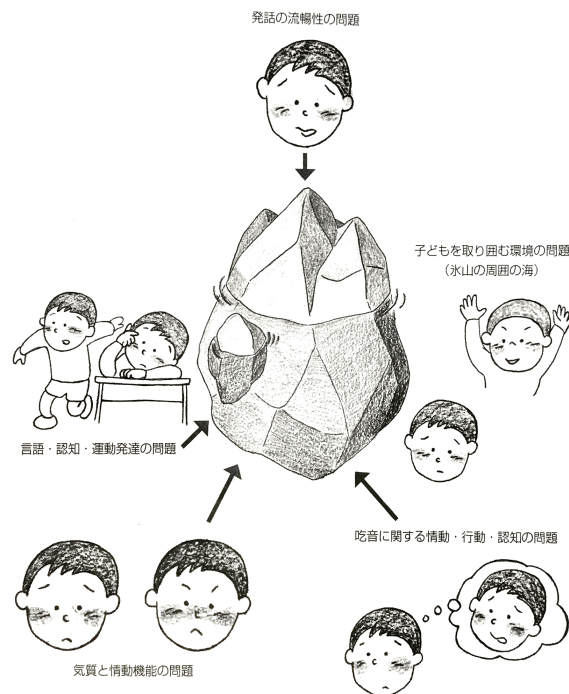 発話の流暢性の問題
子どもを取り囲む環境の問題
（氷山の周囲の海）
言語・認知・運動発達の問題
吃音に関する情動・行動・認知の問題
気質と情動機能の問題